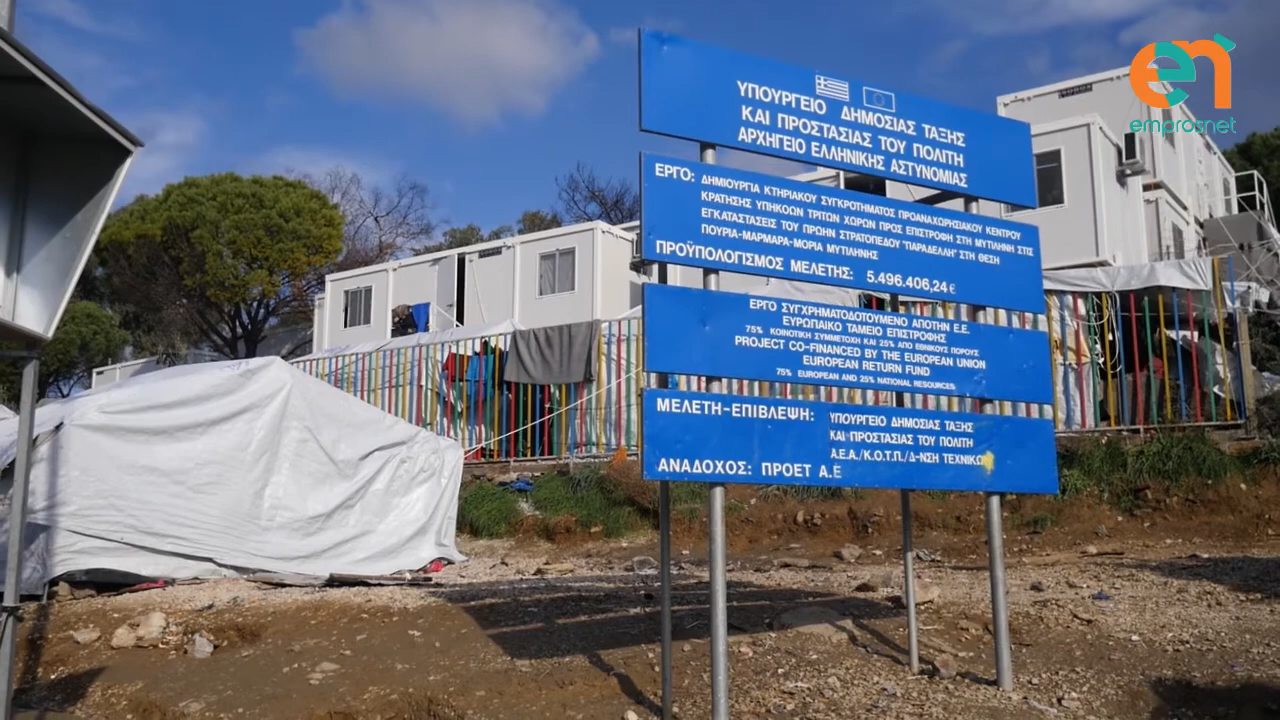 en
emprosnet
ΥΠΟΥΡΓΕΙΟ ΔΗΜΟΣΙΑΣ ΤΑΞΗΣ
ΚΑΙ ΠΡΟΣΤΑΣΙΑΣ ΤΟΥ ΠΟΛΙΤΗ
ΑΡΧΗΓΕΙΟ ΕΛΛΗΝΙΚΗΣ ΑΣΤΥΝΟΜΙΑΣ
ΕΡΓΟ: ΔΗΜΙΟΥΡΓΙΑ ΚΤΗΡΙΑΚΟΥ ΣΥΓΚΡΟΤΗΜΑΤΟΣ ΠΡΟΑΝΑΧΩΡΗΣΙΑΚΟΥ ΚΕΝΤΡΟΥ
ΚΡΑΤΗΣΗΣ ΥΠΗΚΟΩΝ ΤΡΙΤΩΝ ΧΩΡΩΝ ΠΡΟΣ ΕΠΙΣΤΡΟΦΗ ΣΤΗ ΜΥΤΙΛΗΝΗ ΣΤΙΣ
ΕΓΚΑΤΑΣΤΑΣΕΙΣ ΤΟΥ ΠΡΩΗΝ ΣΤΡΑΤΟΠΕΔΟΥ "ΠΑΡΑΔΕΛΛΗ" ΣΤΗ ΘΕΣΗ
ΠΟΥΡΙΑ-ΜΑΡΜΑΡΑ-ΜΟΡΙΑ ΜΥΤΙΛΗΝΗΣ
ΠΡΟΫΠΟΛΟΓΙΣΜΟΣ ΜΕΛΕΤΗΣ: 5.496.406,24 €
ΕΡΓΟ ΣΥΓΧΡΗΜΑΤΟΔΟΤΟΥΜΕΝΟ ΑΠΟΤΗΝ Ε.Ε.
ΕΥΡΩΠΑΪΚΟ ΤΑΜΕΙΟ ΕΠΙΣΤΡΟΦΗΣ
75% ΚΟΙΝΟΤΙΚΗ ΣΥΜΜΕΤΟΧΗ ΚΑΙ 25% ΑΠΟ ΕΘΝΙΚΟΥΣ ΠΟΡΟΥΣ
PROJECT CO-FINANCED BY THE EUROPEAN UNION
EUROPEAN RETURN FUND
75% EUROPEAN AND 25% NATIONAL RESOURCES
ΜΕΛΕΤΗ-ΕΠΙΒΛΕΨΗ: ΥΠΟΥΡΓΕΙΟ ΔΗΜΟΣΙΑΣ ΤΑΞΗΣ
ΚΑΙ ΠΡΟΣΤΑΣΙΑΣ ΤΟΥ ΠΟΛΙΤΗ
Α.Ε.Α./Κ.Ο.Τ.Π./Δ-ΝΣΗ ΤΕΧΝΙΚΩΝ
ΑΝΑΔΟΧΟΣ: ΠΡΟΕΤ Α.Ε